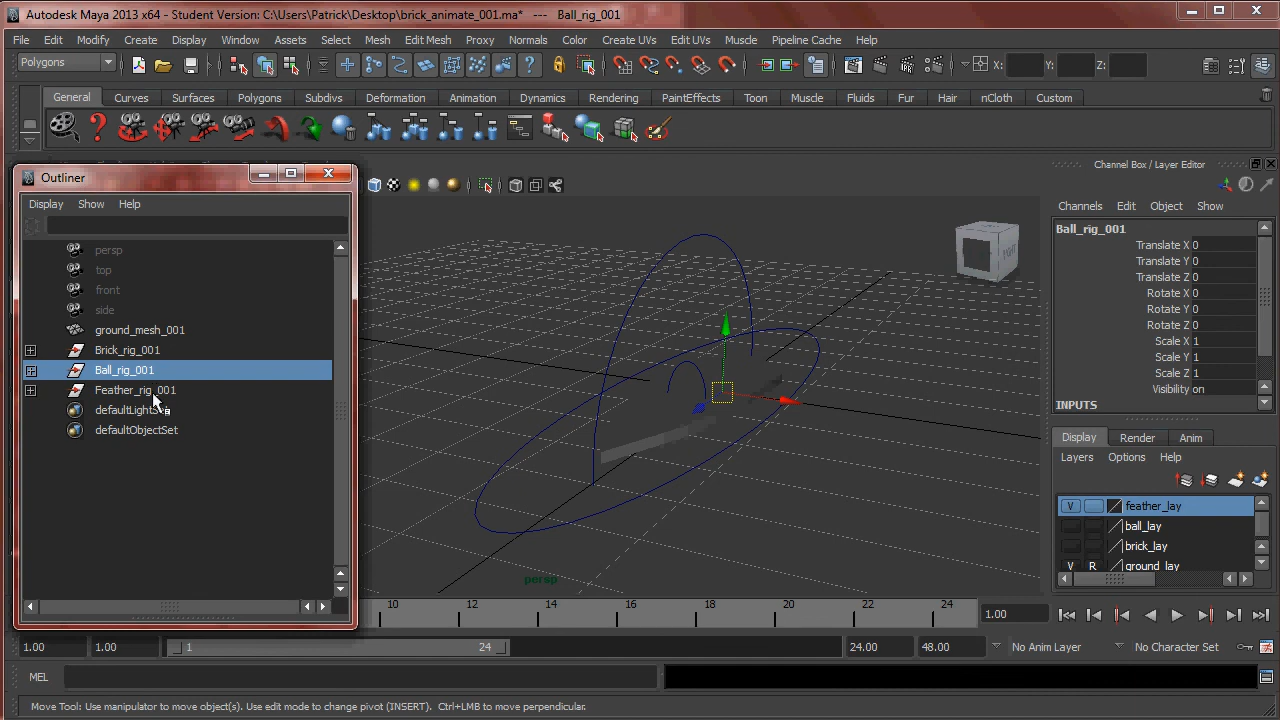 Autodesk Maya 2013 x64 - Student Version: C:\Users\Patrick\Desktop\brick_animate_001.ma* --- Ball_rig_001
File Edit Modify Create Display Window Assets Select Mesh Edit Mesh Proxy Normals Color Create UVs Edit UVs Muscle Pipeline Cache Help
Polygons X: Y: Z:
General Curves Surfaces Polygons Subdivs Deformation Animation Dynamics Rendering PaintEffects Toon Muscle Fluids Fur Hair nCloth Custom
Channel Box / Layer Editor
Outliner
Display Show Help
Channels Edit Object Show
persp
top
front
side
ground_mesh_001
Brick_rig_001
Ball_rig_001
Feather_rig_001
defaultObjectSet
Ball_rig_001
Translate X 0
Translate Y 0
Translate Z 0
Rotate X 0
Rotate Y 0
Rotate Z 0
Scale X 1
Scale Y 1
Scale Z 1
Visibility on
INPUTS
Display Render Anim
Layers Options Help
V feather_lay
ball_lay
brick_lay
V R ground_lay
persp
10 12 14 16 18 20 22 24 1.00
1.00 1.00 1 24 24.00 48.00 No Anim Layer No Character Set
MEL
Move Tool: Use manipulator to move object(s). Use edit mode to change pivot (INSERT). Ctrl+LMB to move perpendicular.